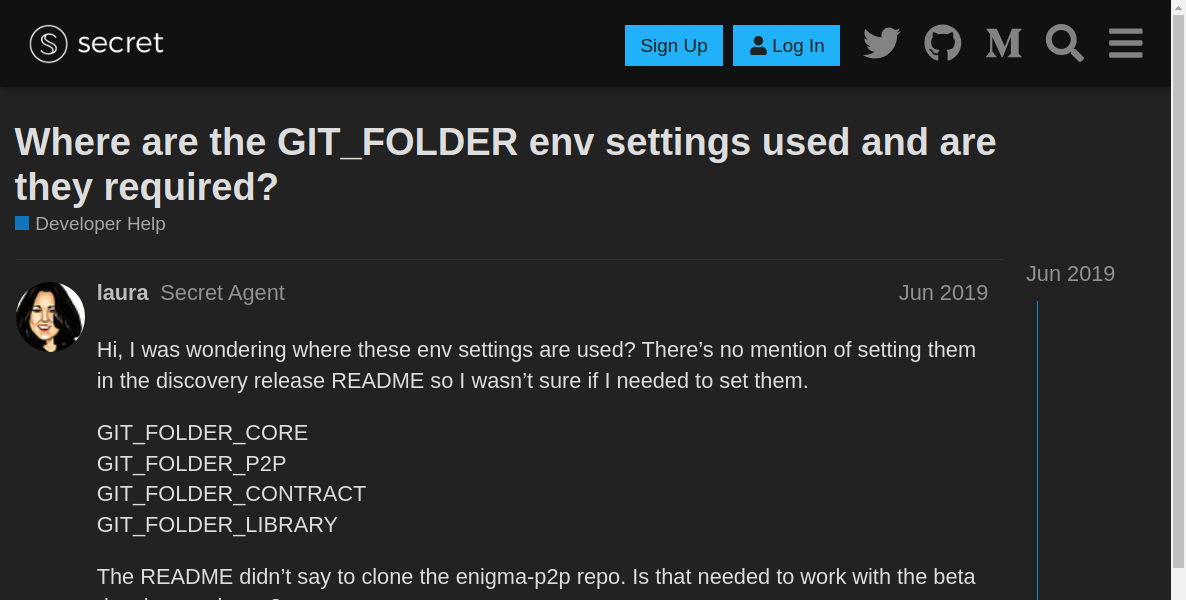 secret
Sign Up
Log In
Where are the GIT_FOLDER env settings used and are
they required?
Developer Help
Jun 2019
laura Secret Agent
Jun 2019
Hi, I was wondering where these env settings are used? There’s no mention of setting them
in the discovery release README so I wasn’t sure if I needed to set them.
GIT_FOLDER_CORE
GIT_FOLDER_P2P
GIT_FOLDER_CONTRACT
GIT_FOLDER_LIBRARY
The README didn’t say to clone the enigma-p2p repo. Is that needed to work with the beta